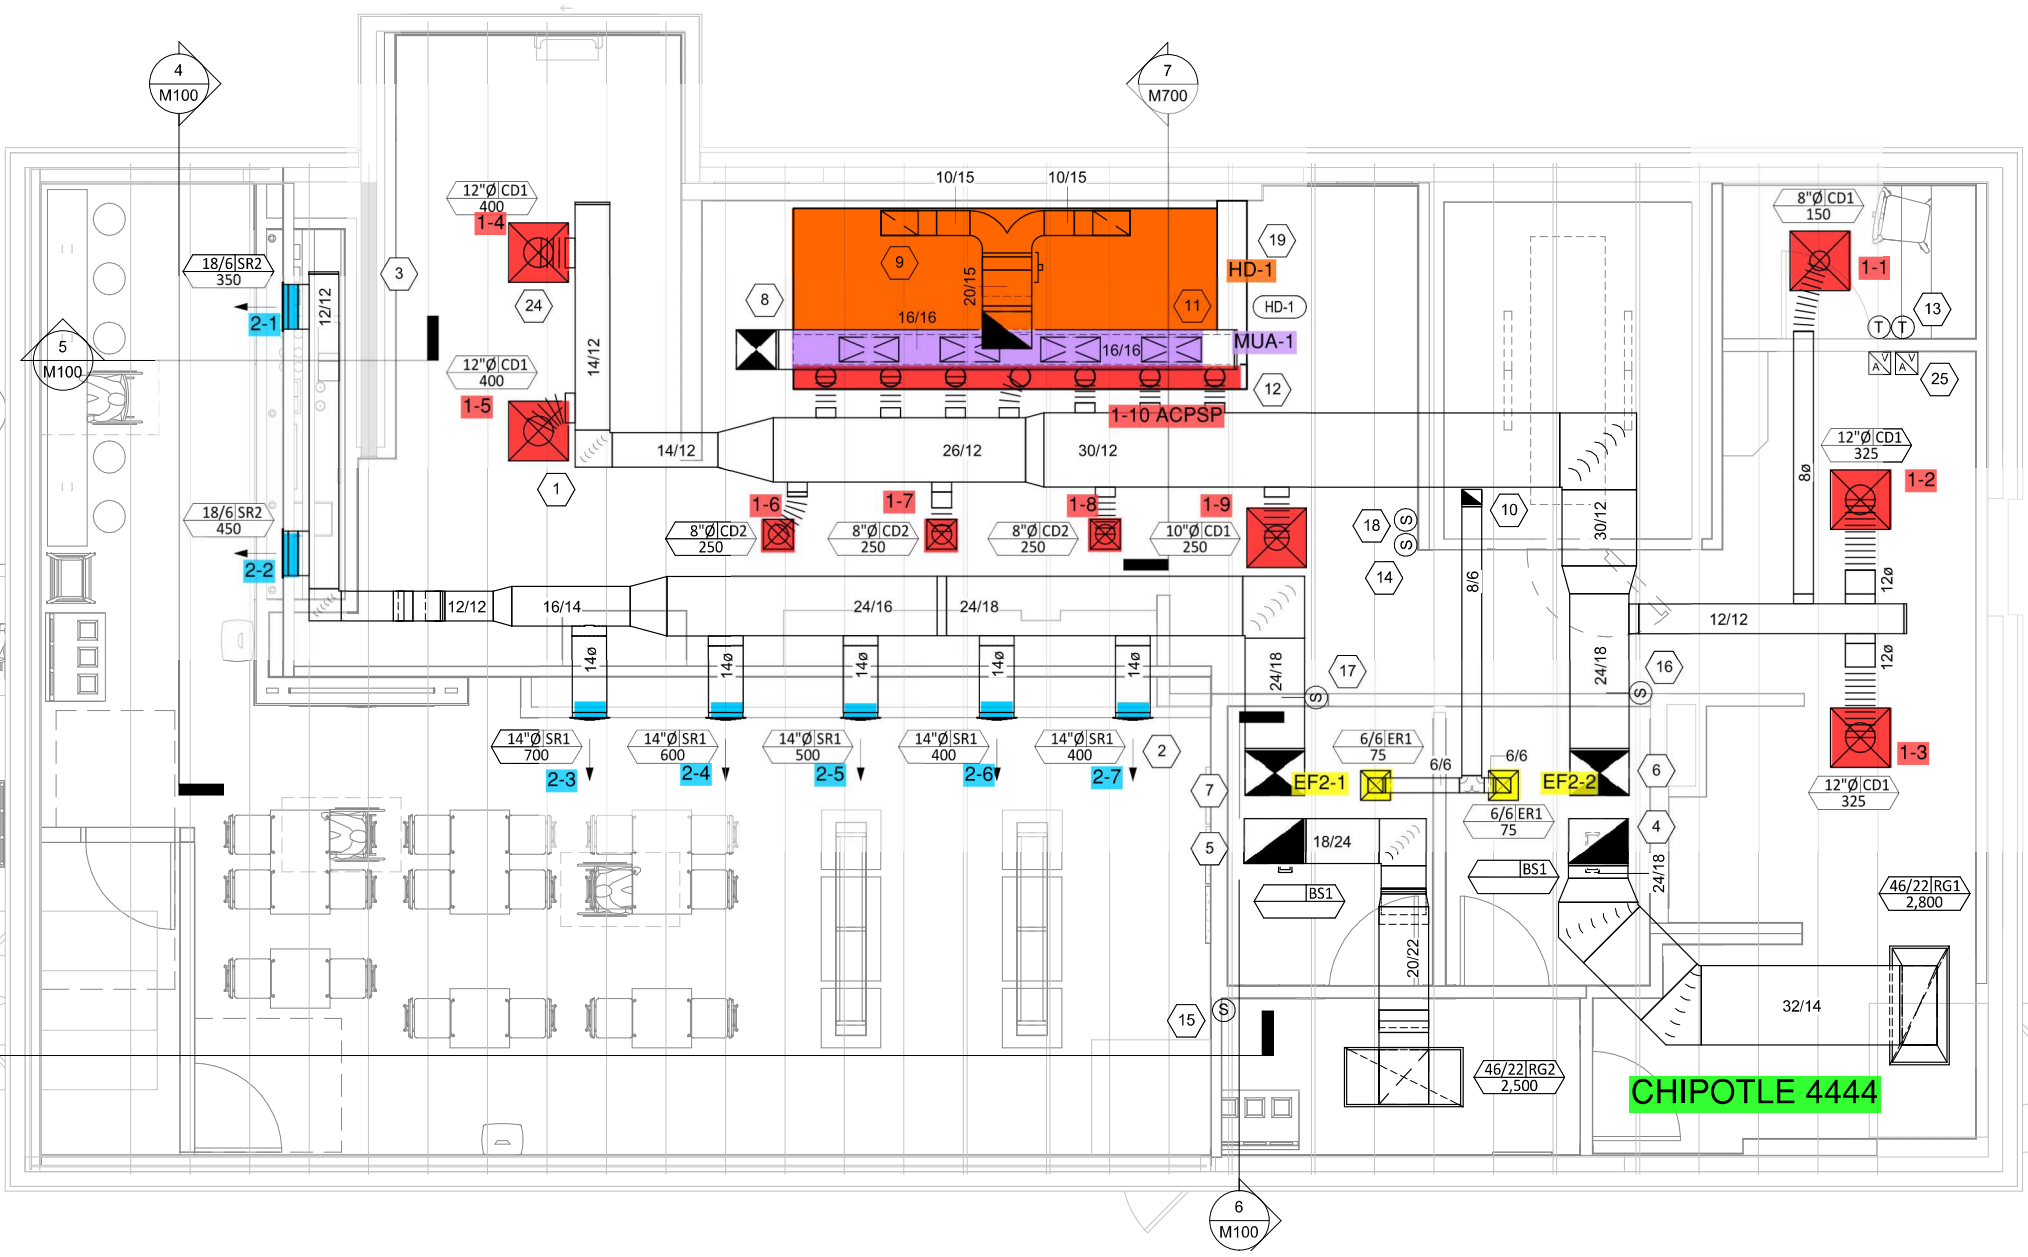 4
M100
7
M700
10/15
10/15
12"Ø CD1
400
1-4
8"Ø CD1
150
1-1
19
HD-1
HD-1
9
20/15
11
16/16
16/16
MUA-1
8
3
24
18/6 SR2
350
12/12
2-1
5
M100
14/12
12"Ø CD1
400
1-5
12
1-10 ACPSP
13
T
T
V
A
V
A
25
14/12
26/12
30/12
1
12"Ø CD1
325
1-2
8ø
1-6
1-7
1-8
1-9
8"Ø CD2
250
8"Ø CD2
250
8"Ø CD2
250
10"Ø CD1
250
18
S
S
14
10
30/12
18/6 SR2
450
2-2
8/6
12ø
12/12
16/14
24/16
24/18
12/12
14ø
14ø
14ø
14ø
14ø
24/18
17
S
24/18
16
S
12ø
14"Ø SR1
700
2-3
14"Ø SR1
600
2-4
14"Ø SR1
500
2-5
14"Ø SR1
400
2-6
14"Ø SR1
400
2-7
2
6/6 ER1
75
6/6
6/6
EF2-1
EF2-2
6
7
1-3
12"Ø CD1
325
6/6 ER1
75
4
5
18/24
BS1
BS1
24/18
46/22 RG1
2,800
20/22
15
S
32/14
46/22 RG2
2,500
CHIPOTLE 4444
6
M100